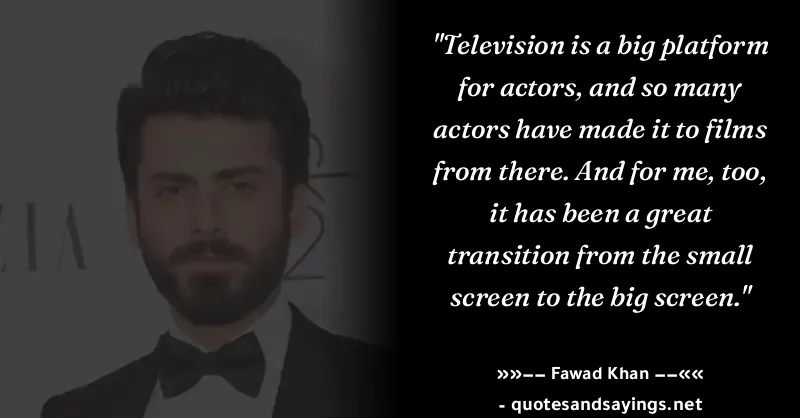 "Television is a big platform
for actors, and so many
actors have made it to films
from there. And for me, too,
it has been a great
transition from the small
screen to the big screen."
»»−− Fawad Khan −−««
- quotesandsayings.net